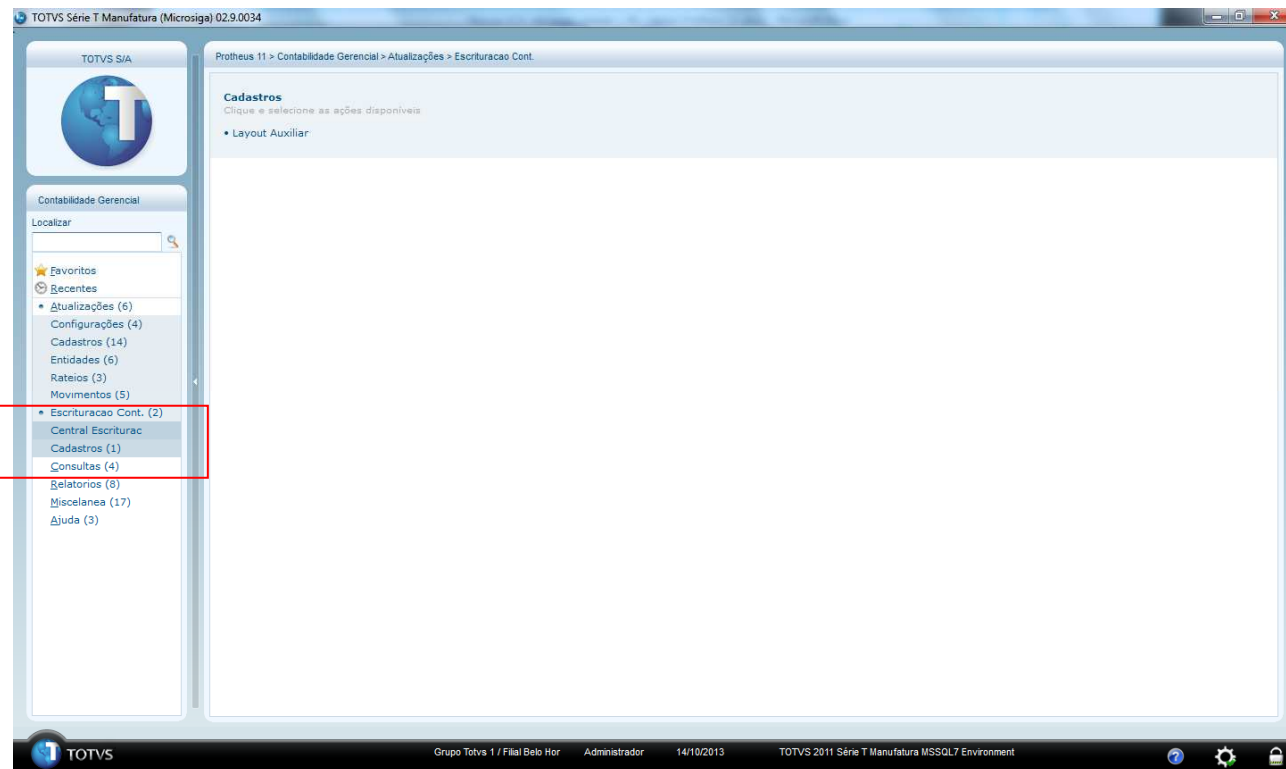 TOTVS Série T Manufatura (Microsiga) 02.9.0034
TOTVS S/A
Protheus 11 > Contabilidade Gerencial > Atualizações > Escrituracao Cont.
Cadastros
Clique e selecione as ações disponíveis
• Layout Auxiliar
Contabilidade Gerencial
Localizar
Favoritos
Recentes
Atualizações (6)
Configurações (4)
Cadastros (14)
Entidades (6)
Rateios (3)
Movimentos (5)
Escrituracao Cont. (2)
Central Escriturac
Cadastros (1)
Consultas (4)
Relatorios (8)
Miscelanea (17)
Ajuda (3)
TOTVS Grupo Totvs 1 / Filial Belo Hor Administrador 14/10/2013 TOTVS 2011 Série T Manufatura MSSQL7 Environment